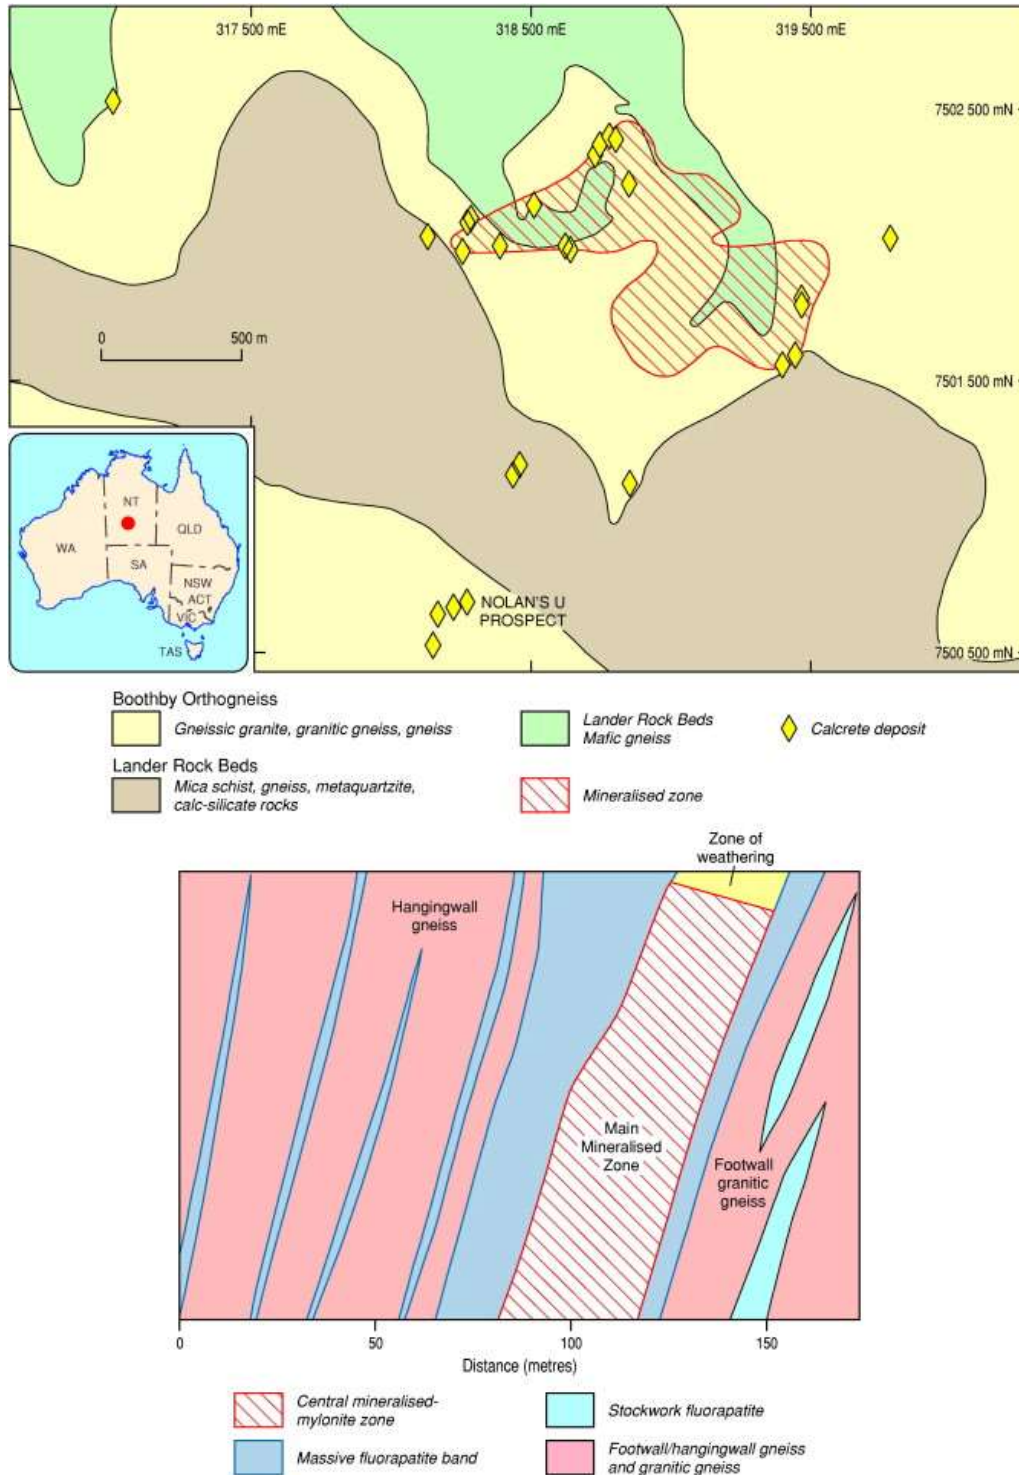 317 500 mE
318 500 mE
319 500 mE
7502 500 mN
0
500 m
7501 500 mN
NT
WA
QLD
SA
NSW
ACT
VIC
TAS
NOLAN'S U
PROSPECT
7500 500 mN
Boothby Orthogneiss
Gneissic granite, granitic gneiss, gneiss
Lander Rock Beds
Mica schist, gneiss, metaquartzite,
calc-silicate rocks
Lander Rock Beds
Mafic gneiss
Mineralised zone
Calcrete deposit
Zone of
weathering
Hangingwall
gneiss
Main
Mineralised
Zone
Footwall
granitic
gneiss
0
50
100
150
Distance (metres)
Central mineralised-
mylonite zone
Massive fluorapatite band
Stockwork fluorapatite
Footwall/hangingwall gneiss
and granitic gneiss